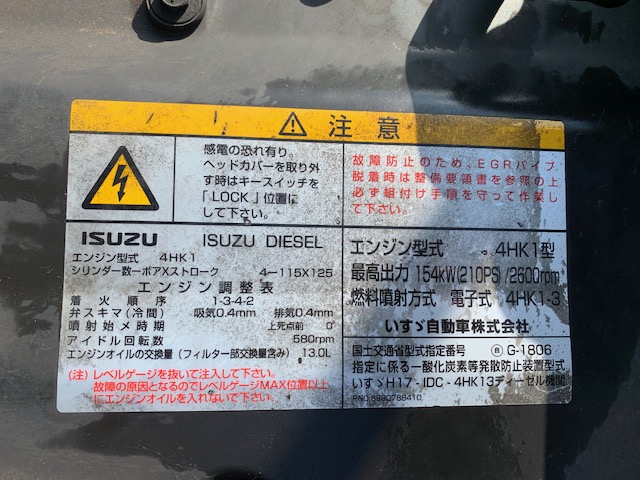 ⚠ 注意
感電の恐れ有り。
ヘッドカバーを取り外
す時はキースイッチを
「LOCK」位置に
して下さい。
故障防止のため、EGRパイプ
脱着時は整備要領書を参照の上
必ず組付け手順を守って作業し
て下さい。
ISUZU ISUZU DIESEL
エンジン型式 4HK1
シリンダー数ーボアXストローク 4ー115X125
エンジン調整表
着火順序 1-3-4-2
弁スキマ(冷間) 吸気0.4mm 排気0.4mm
噴射始メ時期 上死点前 0°
アイドル回転数 580rpm
エンジンオイルの交換量(フィルター部交換量含み) 13.0L
(注)レベルゲージを抜いて注入して下さい。
故障の原因となるのでレベルゲージMAX位置以上
にエンジンオイルを入れないで下さい。
エンジン型式 4HK1型
最高出力 154kW(210PS)/2600rpm
燃料噴射方式 電子式 4HK1-3
いすゞ自動車株式会社
国土交通省型式指定番号 G-1806
指定に係る一酸化炭素等発散防止装置型式
いすゞH17-IDC-4HK13ディーゼル機関
P.NO.8980788410